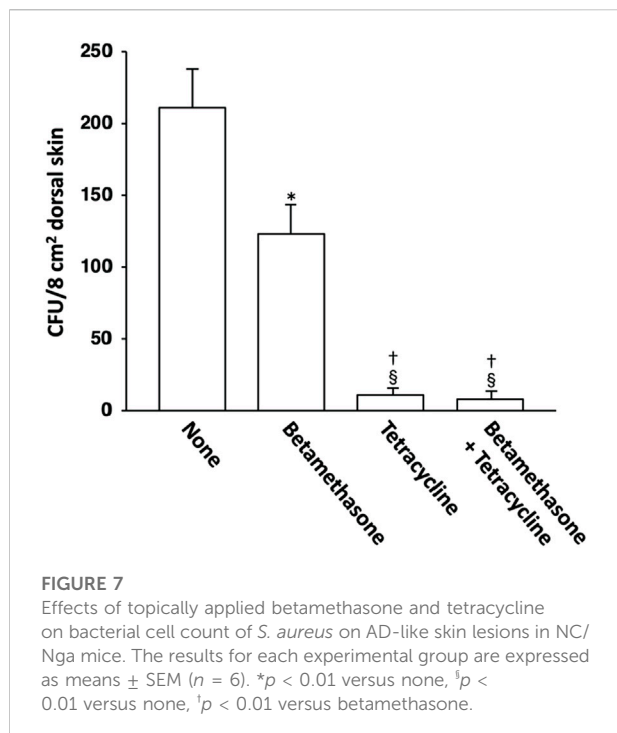 250
200
150
100
50
0
CFU/8 cm² dorsal skin
*
†
§
†
§
None
Betamethasone
Tetracycline
Betamethasone
+ Tetracycline
FIGURE 7
Effects of topically applied betamethasone and tetracycline
on bacterial cell count of S. aureus on AD-like skin lesions in NC/
Nga mice. The results for each experimental group are expressed
as means ± SEM (n = 6). *p < 0.01 versus none, §p <
0.01 versus none, †p < 0.01 versus betamethasone.